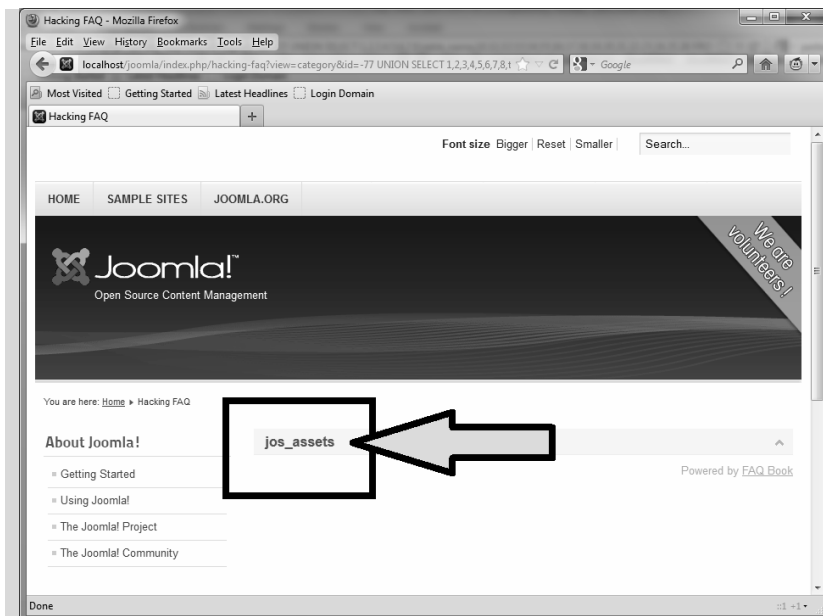 Hacking FAQ - Mozilla Firefox
File Edit View History Bookmarks Tools Help
localhost/joomla/index.php/hacking-faq?view=category&id=-77 UNION SELECT 1,2,3,4,5,6,7,8,t
Google
Most Visited Getting Started Latest Headlines Login Domain
Hacking FAQ +
Font size Bigger Reset Smaller Search...
HOME SAMPLE SITES JOOMLA.ORG
Joomla!™
Open Source Content Management
We are volunteers!
You are here: Home ▸ Hacking FAQ
About Joomla!
jos_assets
Getting Started
Powered by FAQ Book
Using Joomla!
The Joomla! Project
The Joomla! Community
Done